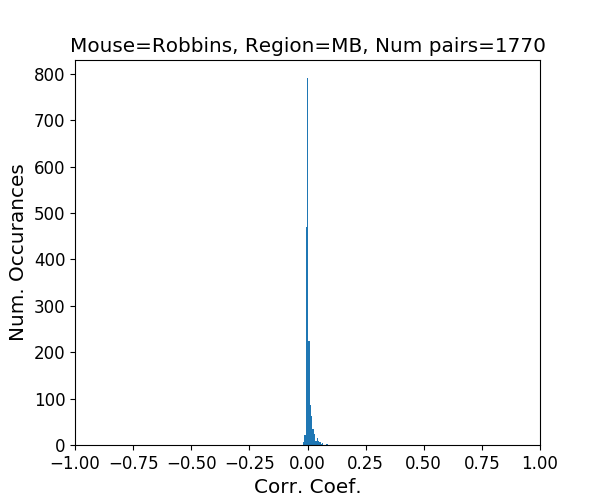 Mouse=Robbins, Region=MB, Num pairs=1770
800
700
600
500
400
300
200
100
0
Num. Occurances
−1.00 −0.75 −0.50 −0.25 0.00 0.25 0.50 0.75 1.00
Corr. Coef.